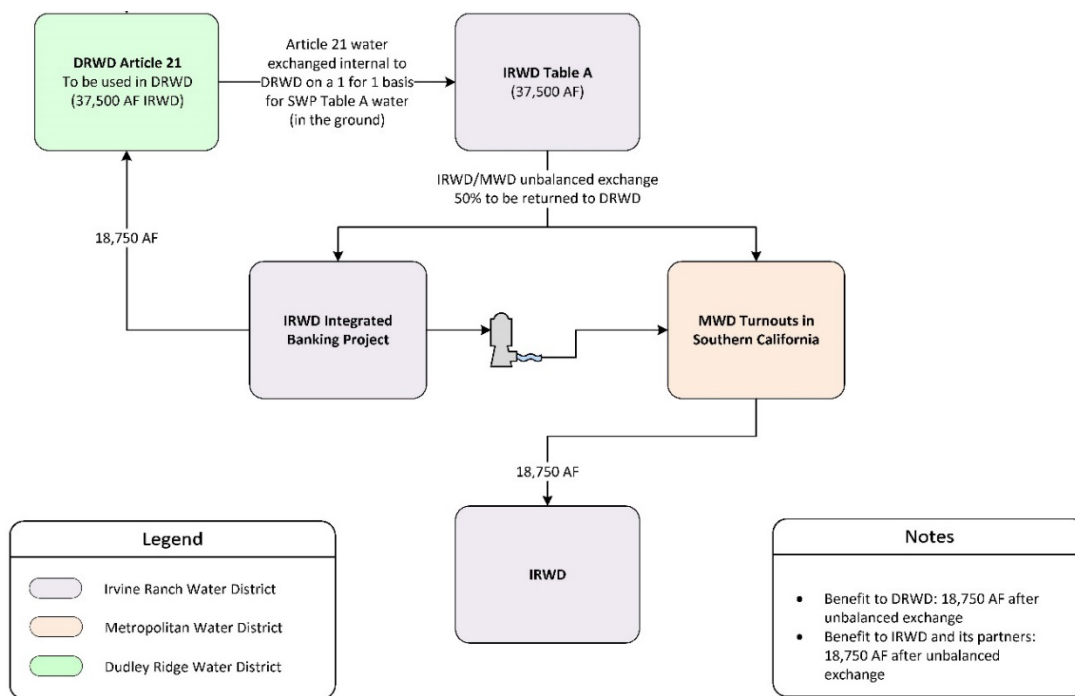 DRWD Article 21
To be used in DRWD
(37,500 AF IRWD)
Article 21 water
exchanged internal to
DRWD on a 1 for 1 basis
for SWP Table A water
(in the ground)
IRWD Table A
(37,500 AF)
IRWD/MWD unbalanced exchange
50% to be returned to DRWD
18,750 AF
IRWD Integrated
Banking Project
MWD Turnouts in
Southern California
18,750 AF
IRWD
Legend
Irvine Ranch Water District
Metropolitan Water District
Dudley Ridge Water District
Notes
• Benefit to DRWD: 18,750 AF after
unbalanced exchange
• Benefit to IRWD and its partners:
18,750 AF after unbalanced
exchange